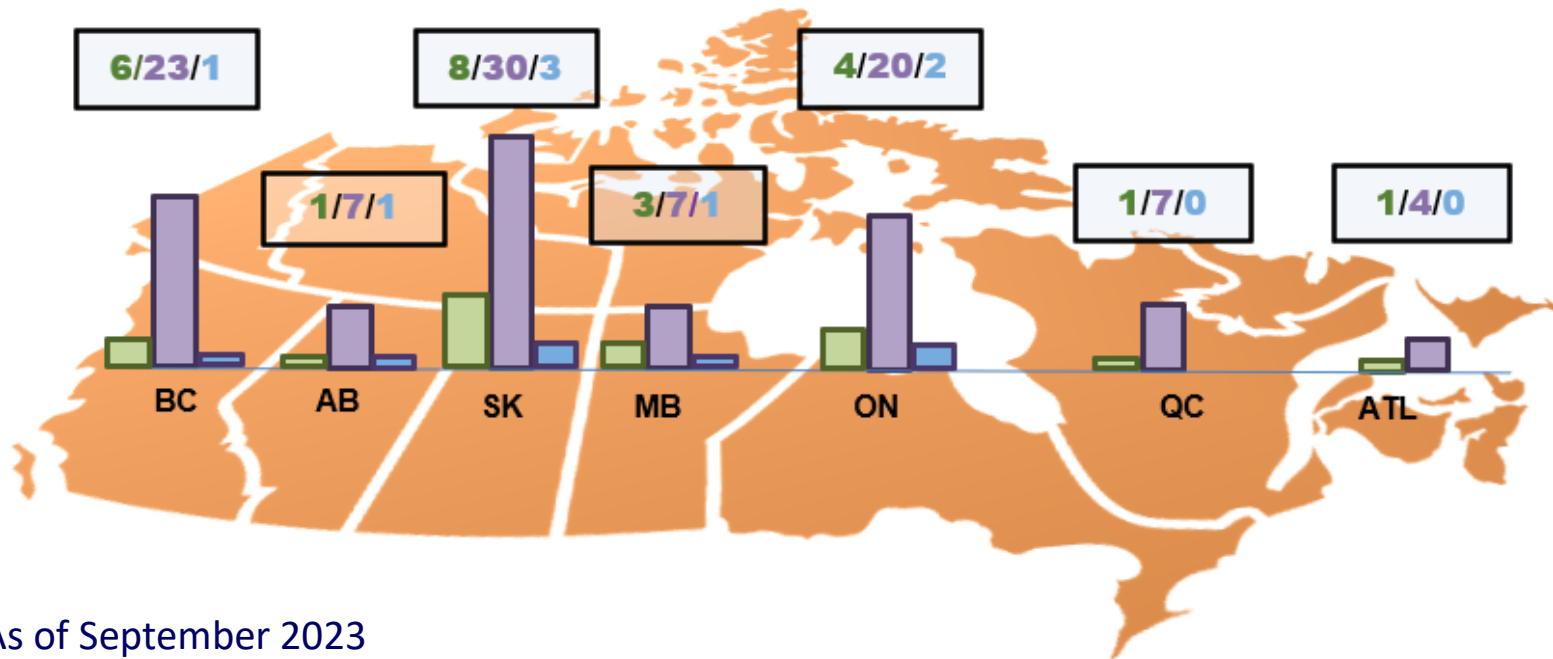 6/23/1
8/30/3
4/20/2
1/7/1
3/7/1
1/7/0
1/4/0
BC
AB
SK
MB
ON
QC
ATL
As of September 2023